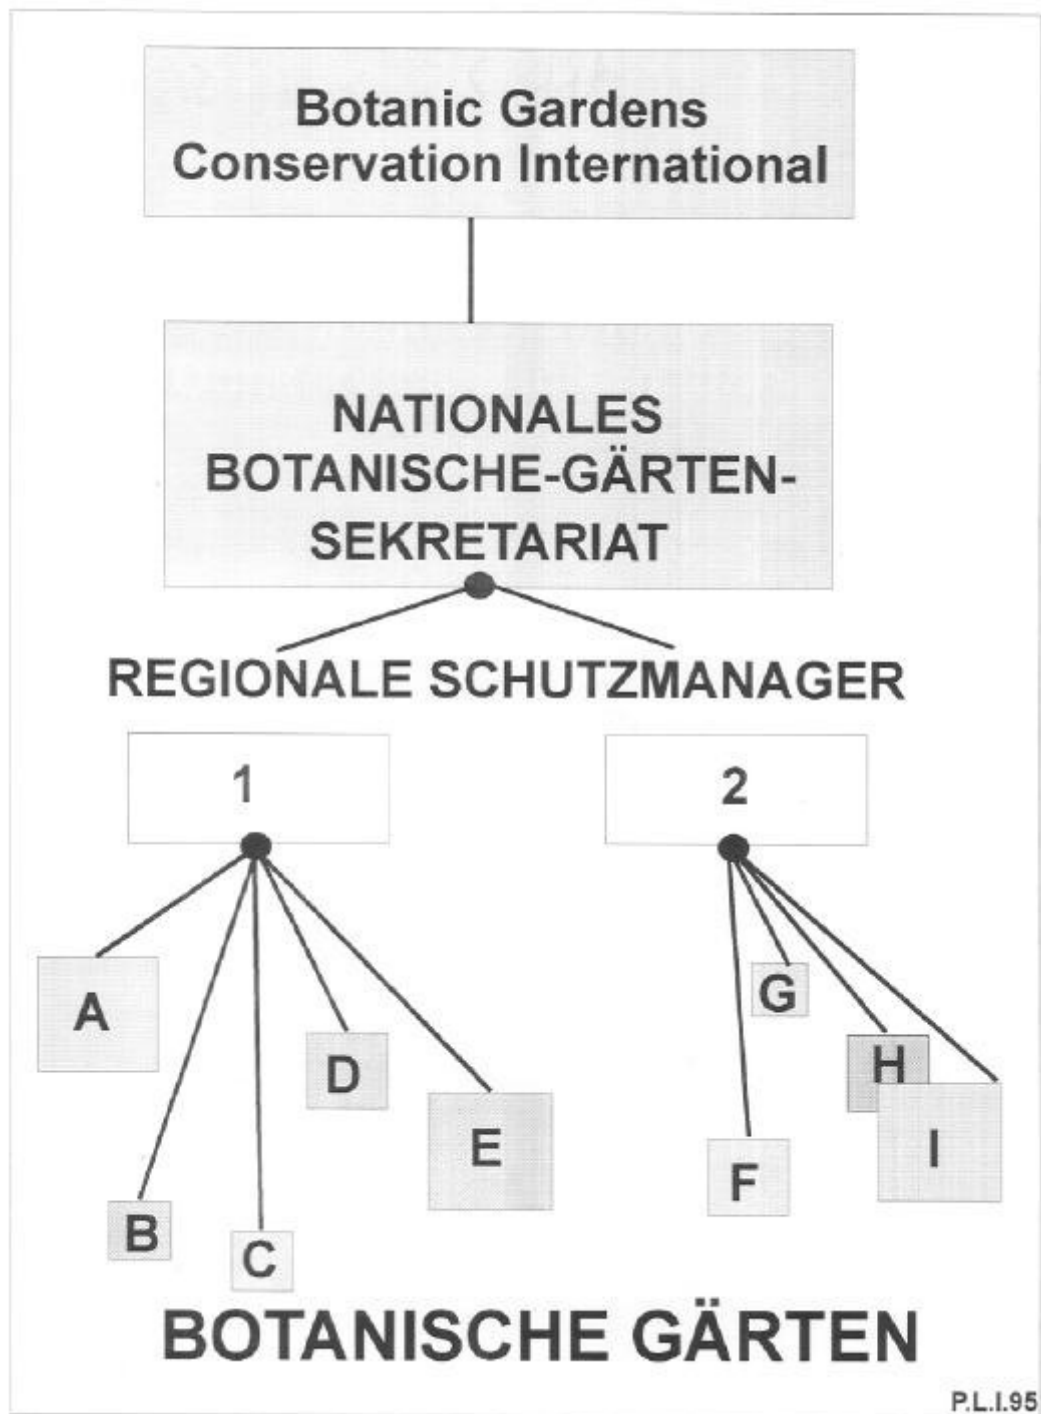 Botanic Gardens
Conservation International
NATIONALES
BOTANISCHE-GÄRTEN-
SEKRETARIAT
REGIONALE SCHUTZMANAGER
1
2
A
B
C
D
E
F
G
H
I
BOTANISCHE GÄRTEN
P.L.I.95